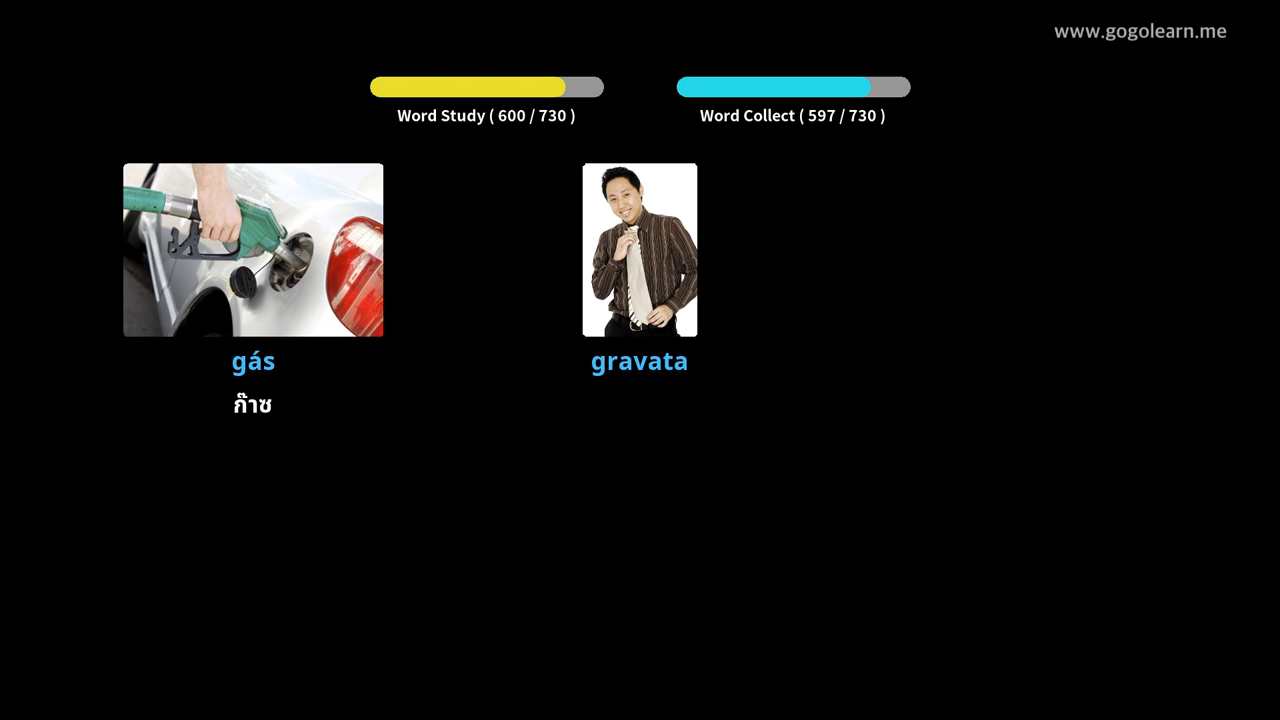 www.gogolearn.me
Word Study ( 600 / 730 )
Word Collect ( 597 / 730 )
gás
ก๊าซ
gravata